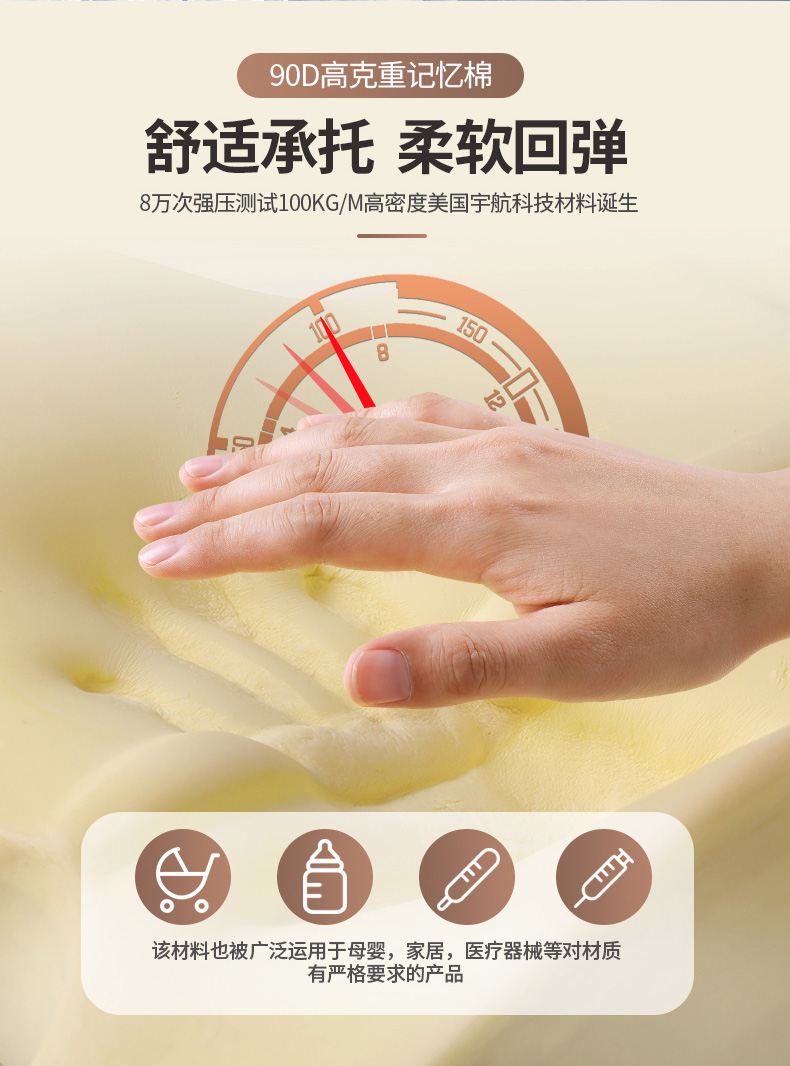 90D高克重记忆棉
舒适承托 柔软回弹
8万次强压测试100KG/M高密度美国宇航科技材料诞生
100
150
8
12
50
4
该材料也被广泛运用于母婴，家居，医疗器械等对材质
有严格要求的产品